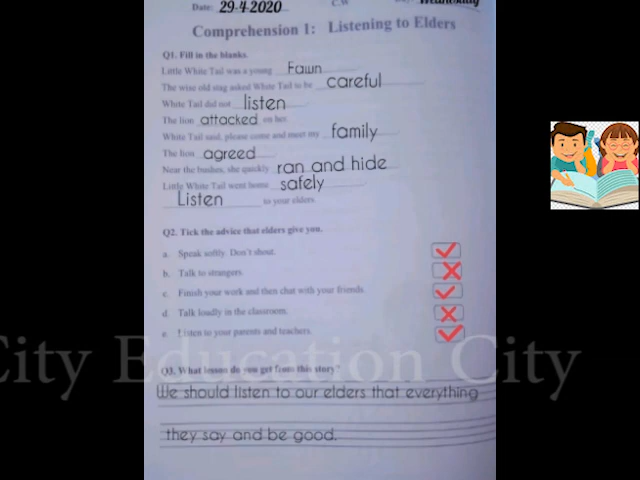 Date: 29-4-2020 C.W Wednesday
Comprehension 1: Listening to Elders
Q1. Fill in the blanks.
Little White Tail was a young Fawn
The wise old stag asked White Tail to be careful
White Tail did not listen
The lion attacked on her.
White Tail said, please come and meet my family
The lion agreed
Near the bushes, she quickly ran and hide
Little White Tail went home safely
Listen to your elders.
Q2. Tick the advice that elders give you.
a. Speak softly. Don't shout.
b. Talk to strangers.
c. Finish your work and then chat with your friends.
d. Talk loudly in the classroom.
e. Listen to your parents and teachers.
City Education City
Q3. What lesson do you get from this story?
We should listen to our elders that everything
they say and be good.